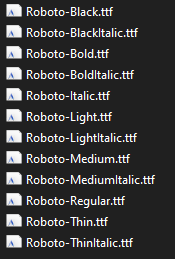 Roboto-Black.ttf
Roboto-BlackItalic.ttf
Roboto-Bold.ttf
Roboto-BoldItalic.ttf
Roboto-Italic.ttf
Roboto-Light.ttf
Roboto-LightItalic.ttf
Roboto-Medium.ttf
Roboto-MediumItalic.ttf
Roboto-Regular.ttf
Roboto-Thin.ttf
Roboto-ThinItalic.ttf